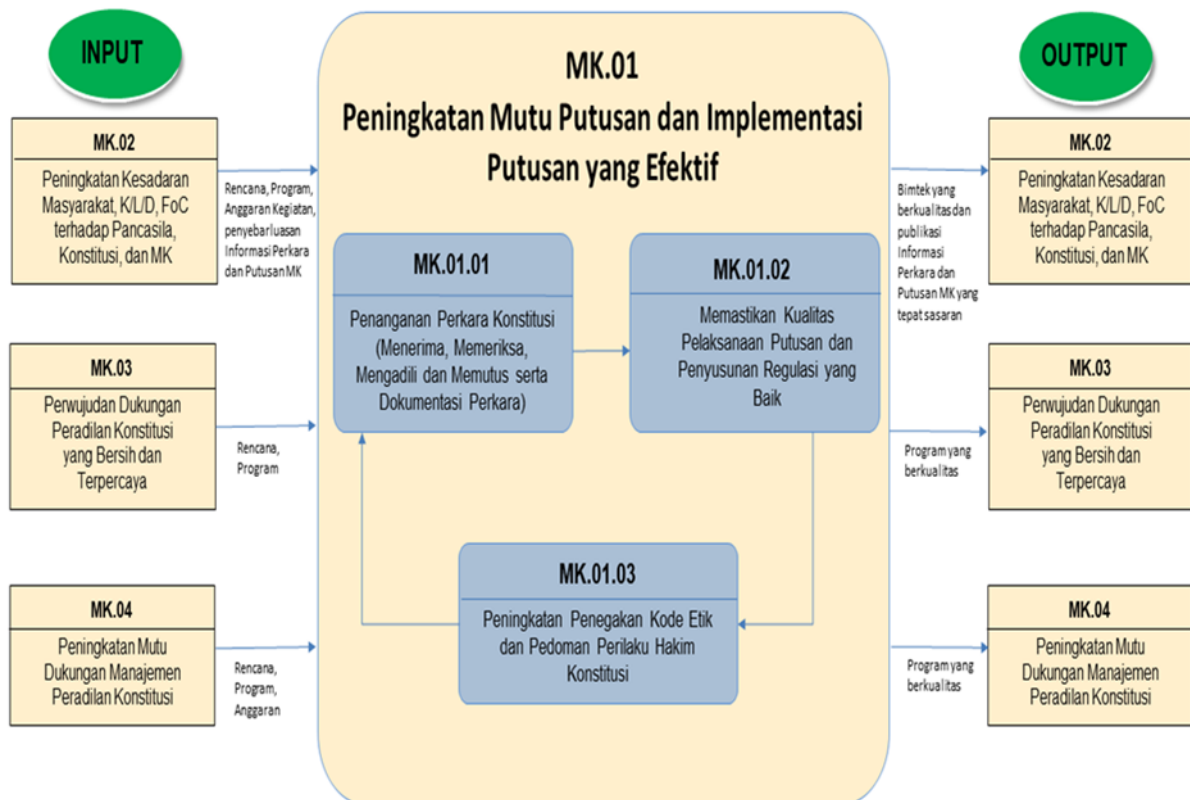 INPUT
MK.02
Peningkatan Kesadaran
Masyarakat, K/L/D, FoC
terhadap Pancasila,
Konstitusi, dan MK
Rencana, Program,
Anggaran Kegiatan,
penyebarluasan
Informasi Perkara
dan Putusan MK
MK.03
Perwujudan Dukungan
Peradilan Konstitusi
yang Bersih dan
Terpercaya
Rencana,
Program
MK.04
Peningkatan Mutu
Dukungan Manajemen
Peradilan Konstitusi
Rencana,
Program,
Anggaran
MK.01
Peningkatan Mutu Putusan dan Implementasi
Putusan yang Efektif
MK.01.01
Penanganan Perkara Konstitusi
(Menerima, Memeriksa,
Mengadili dan Memutus serta
Dokumentasi Perkara)
MK.01.02
Memastikan Kualitas
Pelaksanaan Putusan dan
Penyusunan Regulasi yang
Baik
MK.01.03
Peningkatan Penegakan Kode Etik
dan Pedoman Perilaku Hakim
Konstitusi
OUTPUT
Bimtek yang
berkualitas dan
publikasi
Informasi
Perkara dan
Putusan MK yang
tepat sasaran
MK.02
Peningkatan Kesadaran
Masyarakat, K/L/D, FoC
terhadap Pancasila,
Konstitusi, dan MK
Program yang
berkualitas
MK.03
Perwujudan Dukungan
Peradilan Konstitusi
yang Bersih dan
Terpercaya
Program yang
berkualitas
MK.04
Peningkatan Mutu
Dukungan Manajemen
Peradilan Konstitusi